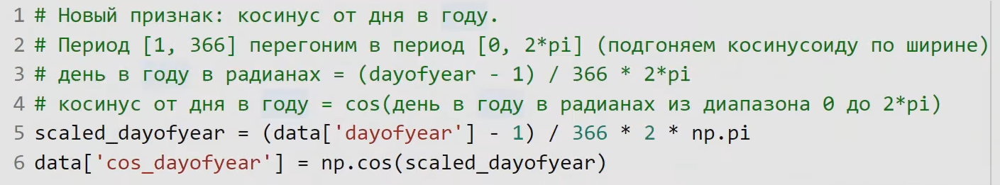 1 # Новый признак: косинус от дня в году.
2 # Период [1, 366] перегоним в период [0, 2*pi] (подгоняем косинусоиду по ширине)
3 # день в году в радианах = (dayofyear - 1) / 366 * 2*pi
4 # косинус от дня в году = cos(день в году в радианах из диапазона 0 до 2*pi)
5 scaled_dayofyear = (data['dayofyear'] - 1) / 366 * 2 * np.pi
6 data['cos_dayofyear'] = np.cos(scaled_dayofyear)